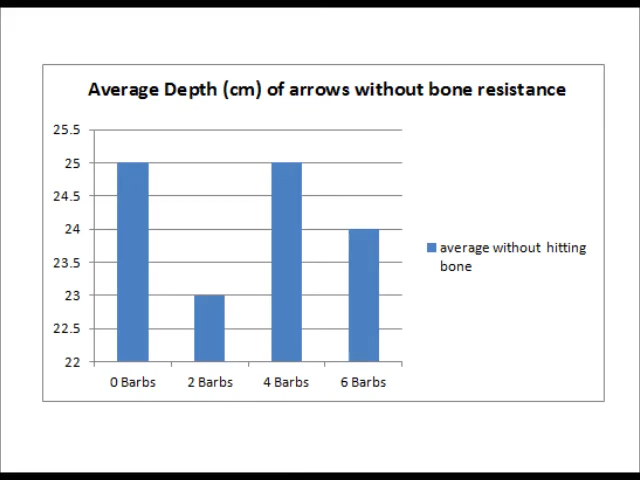 Average Depth (cm) of arrows without bone resistance
25.5
25
24.5
24
23.5
23
22.5
22
0 Barbs
2 Barbs
4 Barbs
6 Barbs
average without hitting
bone